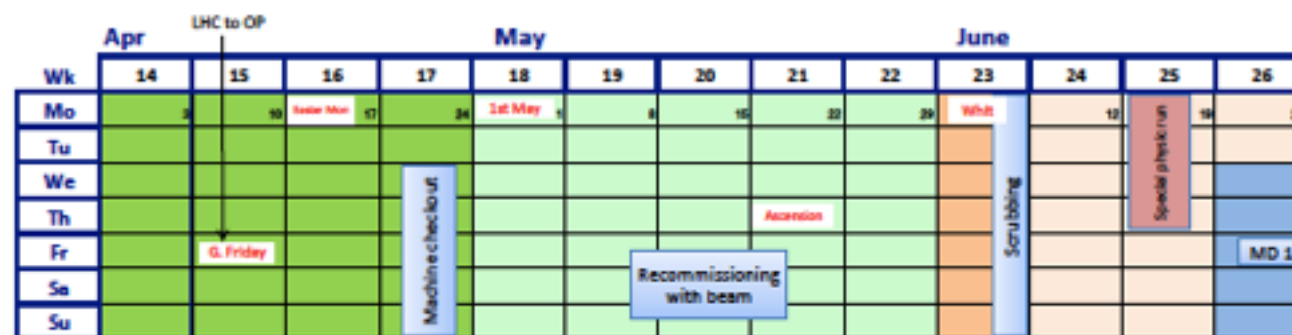 LHC to OP
Apr May June
Wk 14 15 16 17 18 19 20 21 22 23 24 25 26
Mo 3 10 Easter Mon 17 24 1st May 1 8 15 22 29 Whit 12 19
Tu
We
Th Ascension
Fr G. Friday MD 1
Sa
Su
Machine checkout
Recommissioning
with beam
Scrubbing
Special physic run